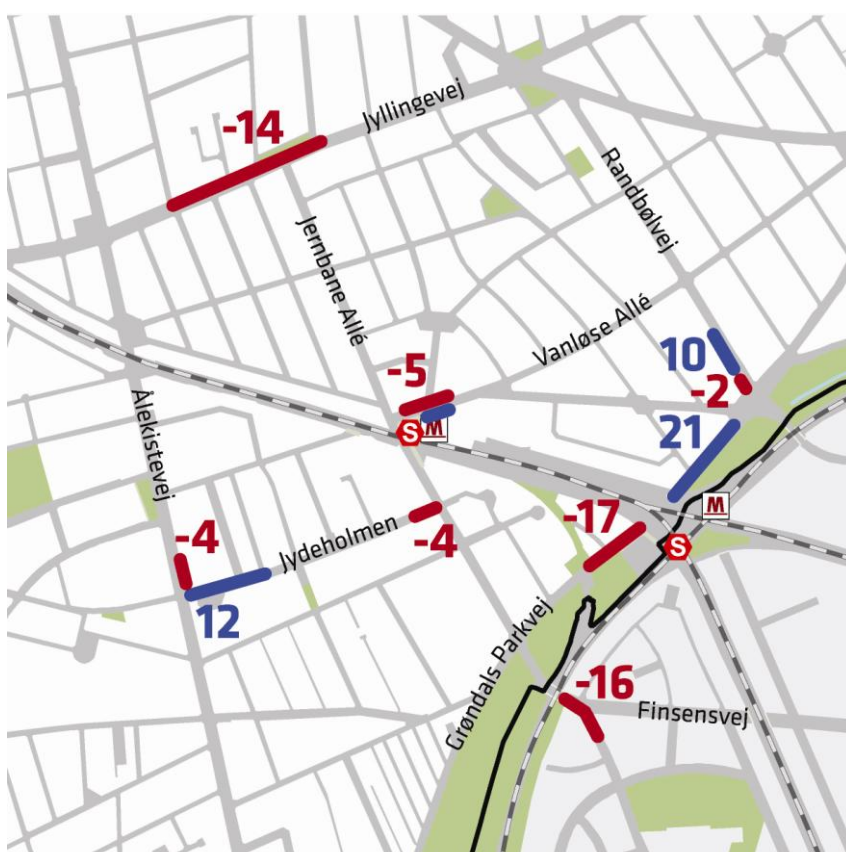 Jyllingevej
-14
Randbølvej
Jernbane Allé
Vanløse Allé
10
-5
-2
Ålekistevej
S
M
21
M
-4
Jydeholmen
-4
-17
S
12
Grøndals Parkvej
-16
Finsensvej